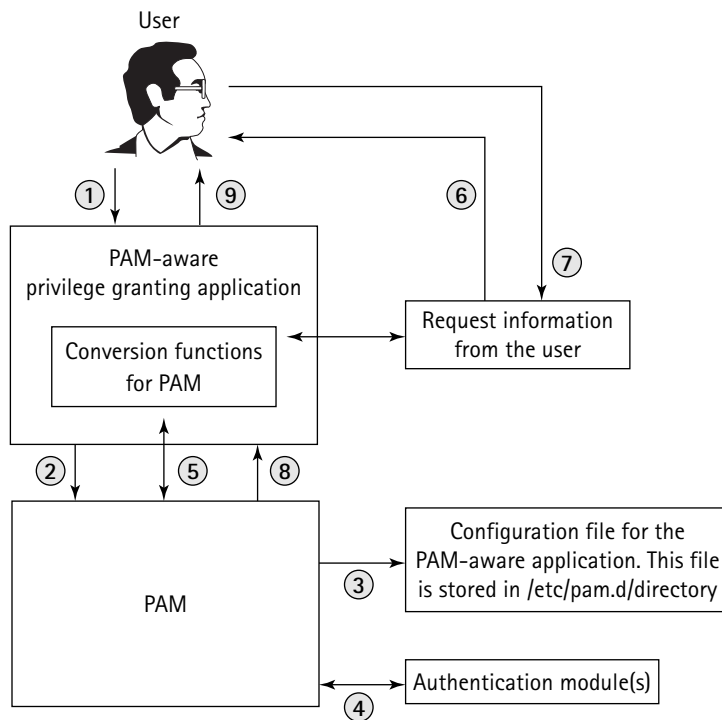 User
1
9
6
7
PAM-aware
privilege granting application
Conversion functions
for PAM
Request information
from the user
2
5
8
PAM
3
Configuration file for the
PAM-aware application. This file
is stored in /etc/pam.d/directory
4
Authentication module(s)